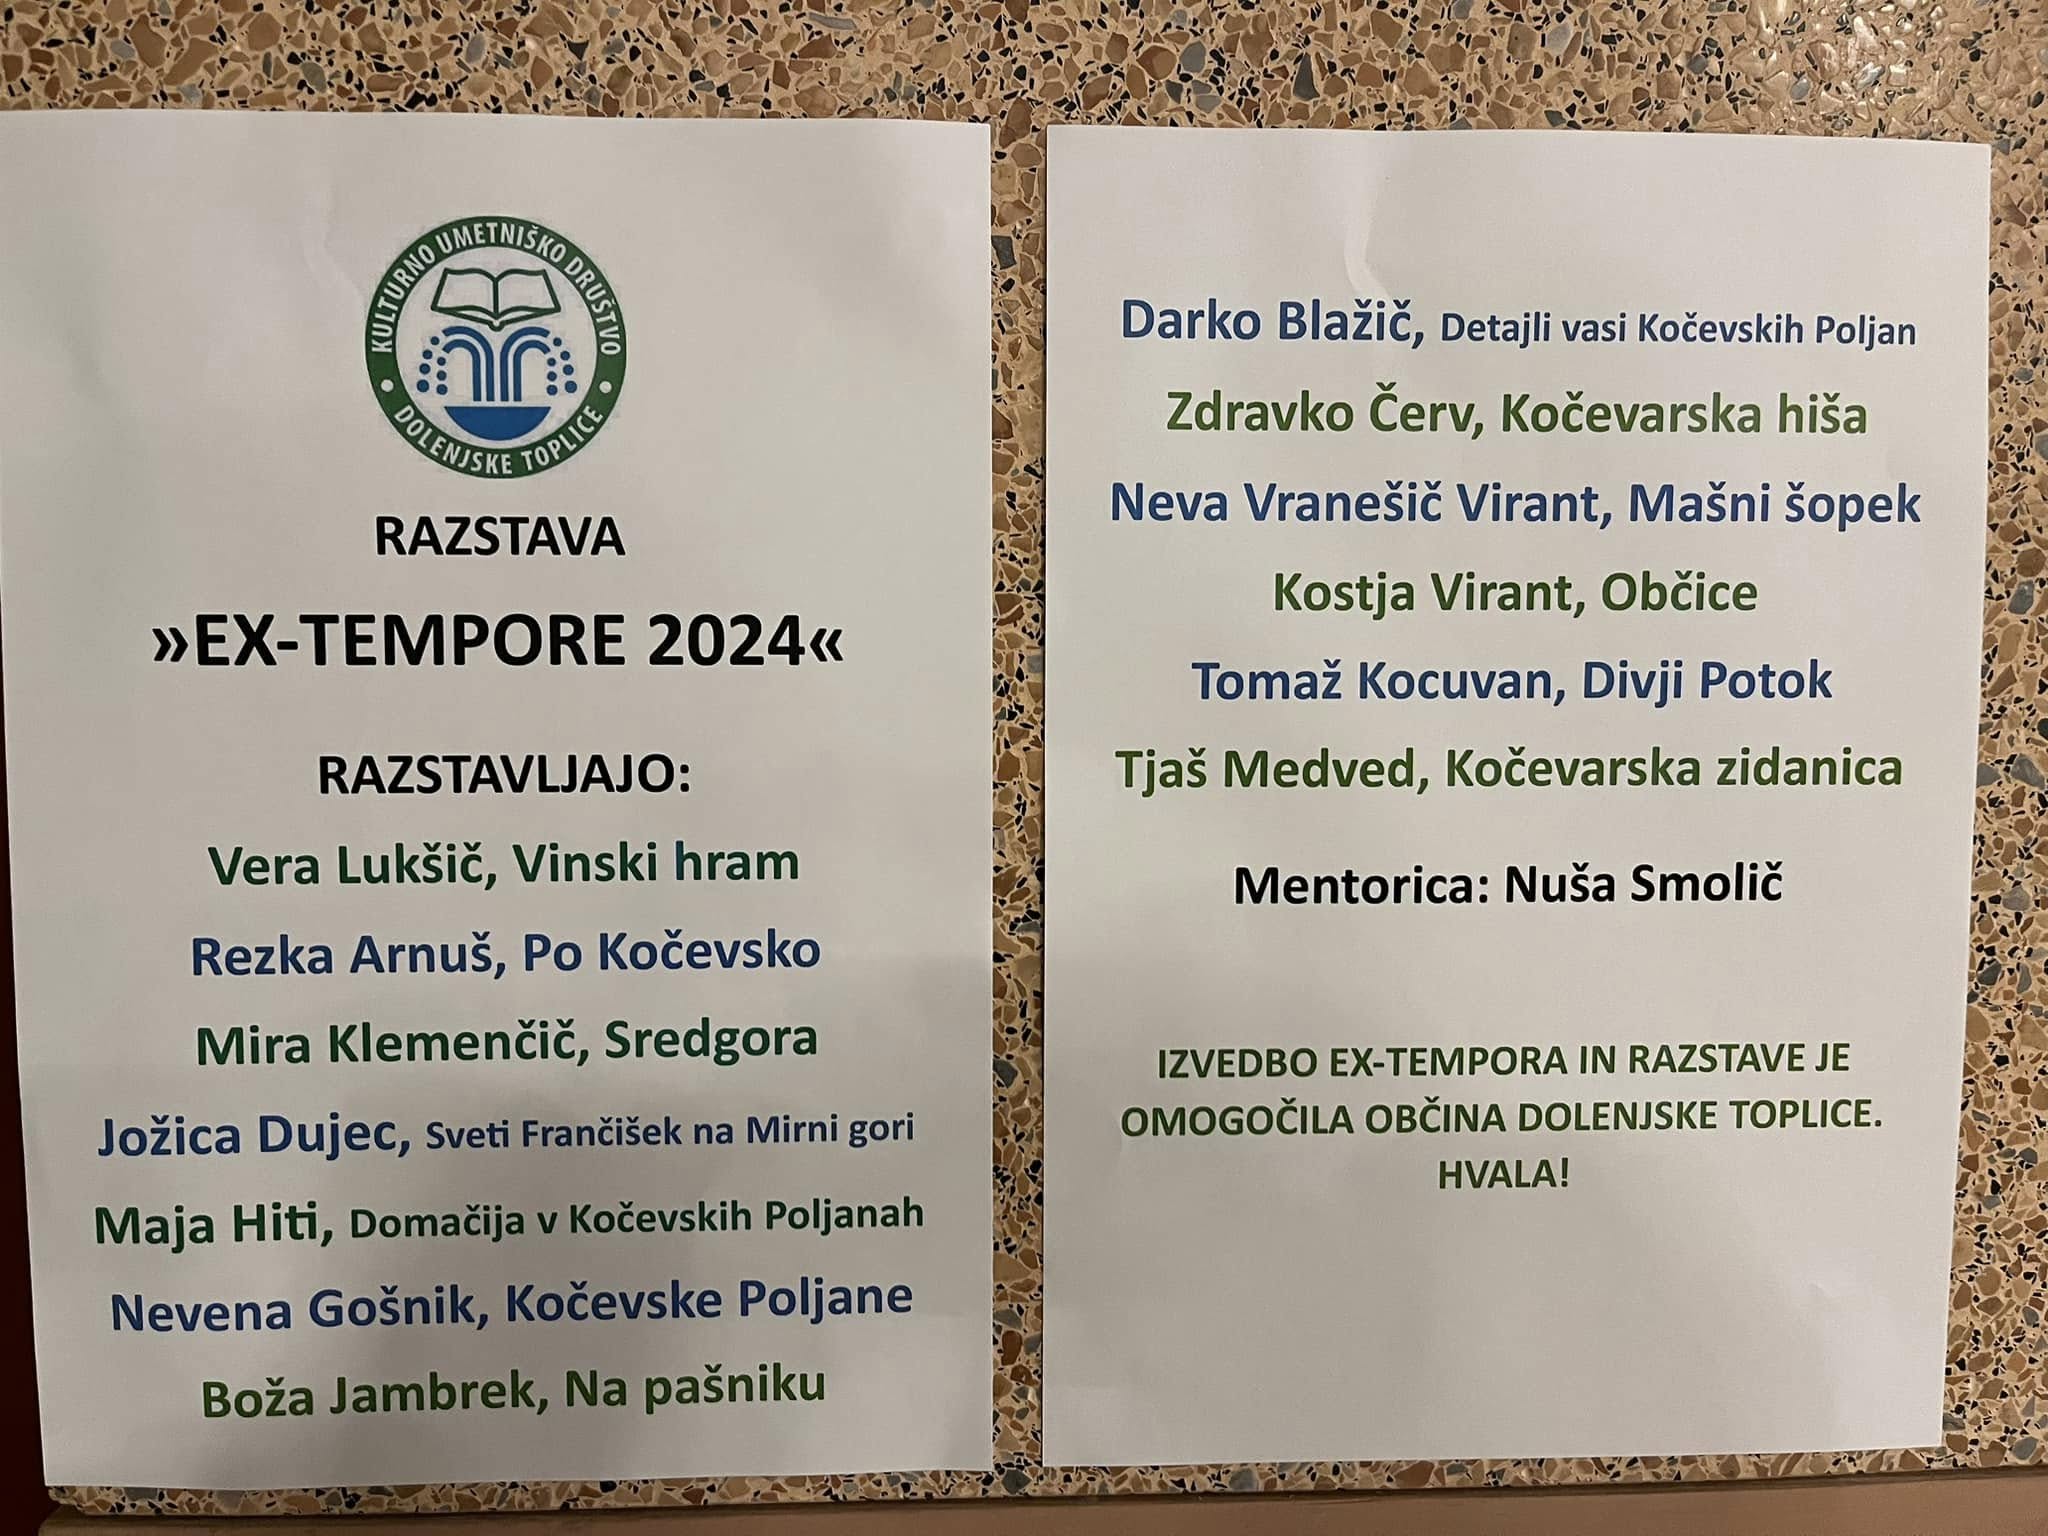 KULTURNO UMETNIŠKO DRUŠTVO
DOLENJSKE TOPLICE
RAZSTAVA
»EX-TEMPORE 2024«
RAZSTAVLJAJO:
Vera Lukšič, Vinski hram
Rezka Arnuš, Po Kočevsko
Mira Klemenčič, Sredgora
Jožica Dujec, Sveti Frančišek na Mirni gori
Maja Hiti, Domačija v Kočevskih Poljanah
Nevena Gošnik, Kočevske Poljane
Boža Jambrek, Na pašniku
Darko Blažič, Detajli vasi Kočevskih Poljan
Zdravko Červ, Kočevarska hiša
Neva Vranešič Virant, Mašni šopek
Kostja Virant, Občice
Tomaž Kocuvan, Divji Potok
Tjaš Medved, Kočevarska zidanica
Mentorica: Nuša Smolič
IZVEDBO EX-TEMPORA IN RAZSTAVE JE
OMOGOČILA OBČINA DOLENJSKE TOPLICE.
HVALA!